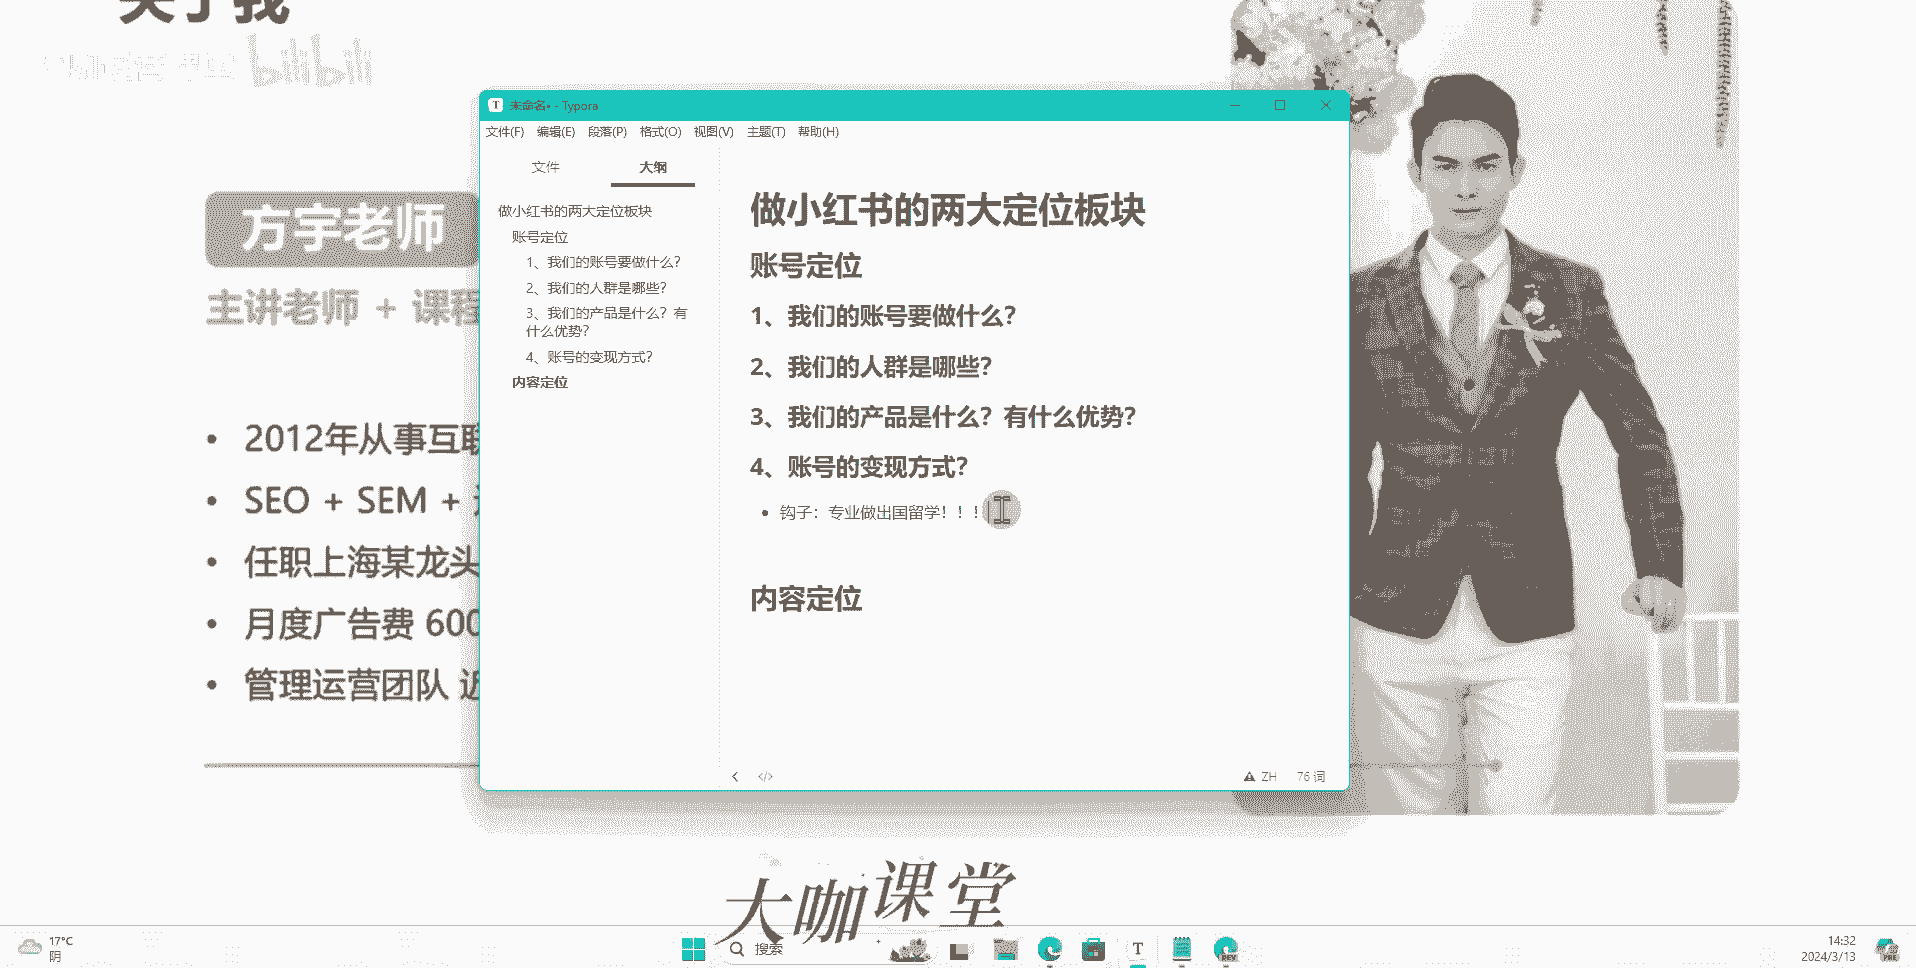 关于我
bilibili
方宇老师
主讲老师 + 课程
2012年从事互联
SEO + SEM +
任职上海某龙头
月度广告费 600
管理运营团队 近
未命名• - Typora
文件(F) 编辑(E) 段落(P) 格式(O) 视图(V) 主题(T) 帮助(H)
文件 大纲
做小红书的两大定位板块
账号定位
1、我们的账号要做什么？
2、我们的人群是哪些？
3、我们的产品是什么？有
什么优势？
4、账号的变现方式？
内容定位
做小红书的两大定位板块
账号定位
1、我们的账号要做什么？
2、我们的人群是哪些？
3、我们的产品是什么？有什么优势？
4、账号的变现方式？
钩子：专业做出国留学！！！
内容定位
ZH 76 词
大咖课堂
17°C
阴
搜索
14:32
2024/3/13